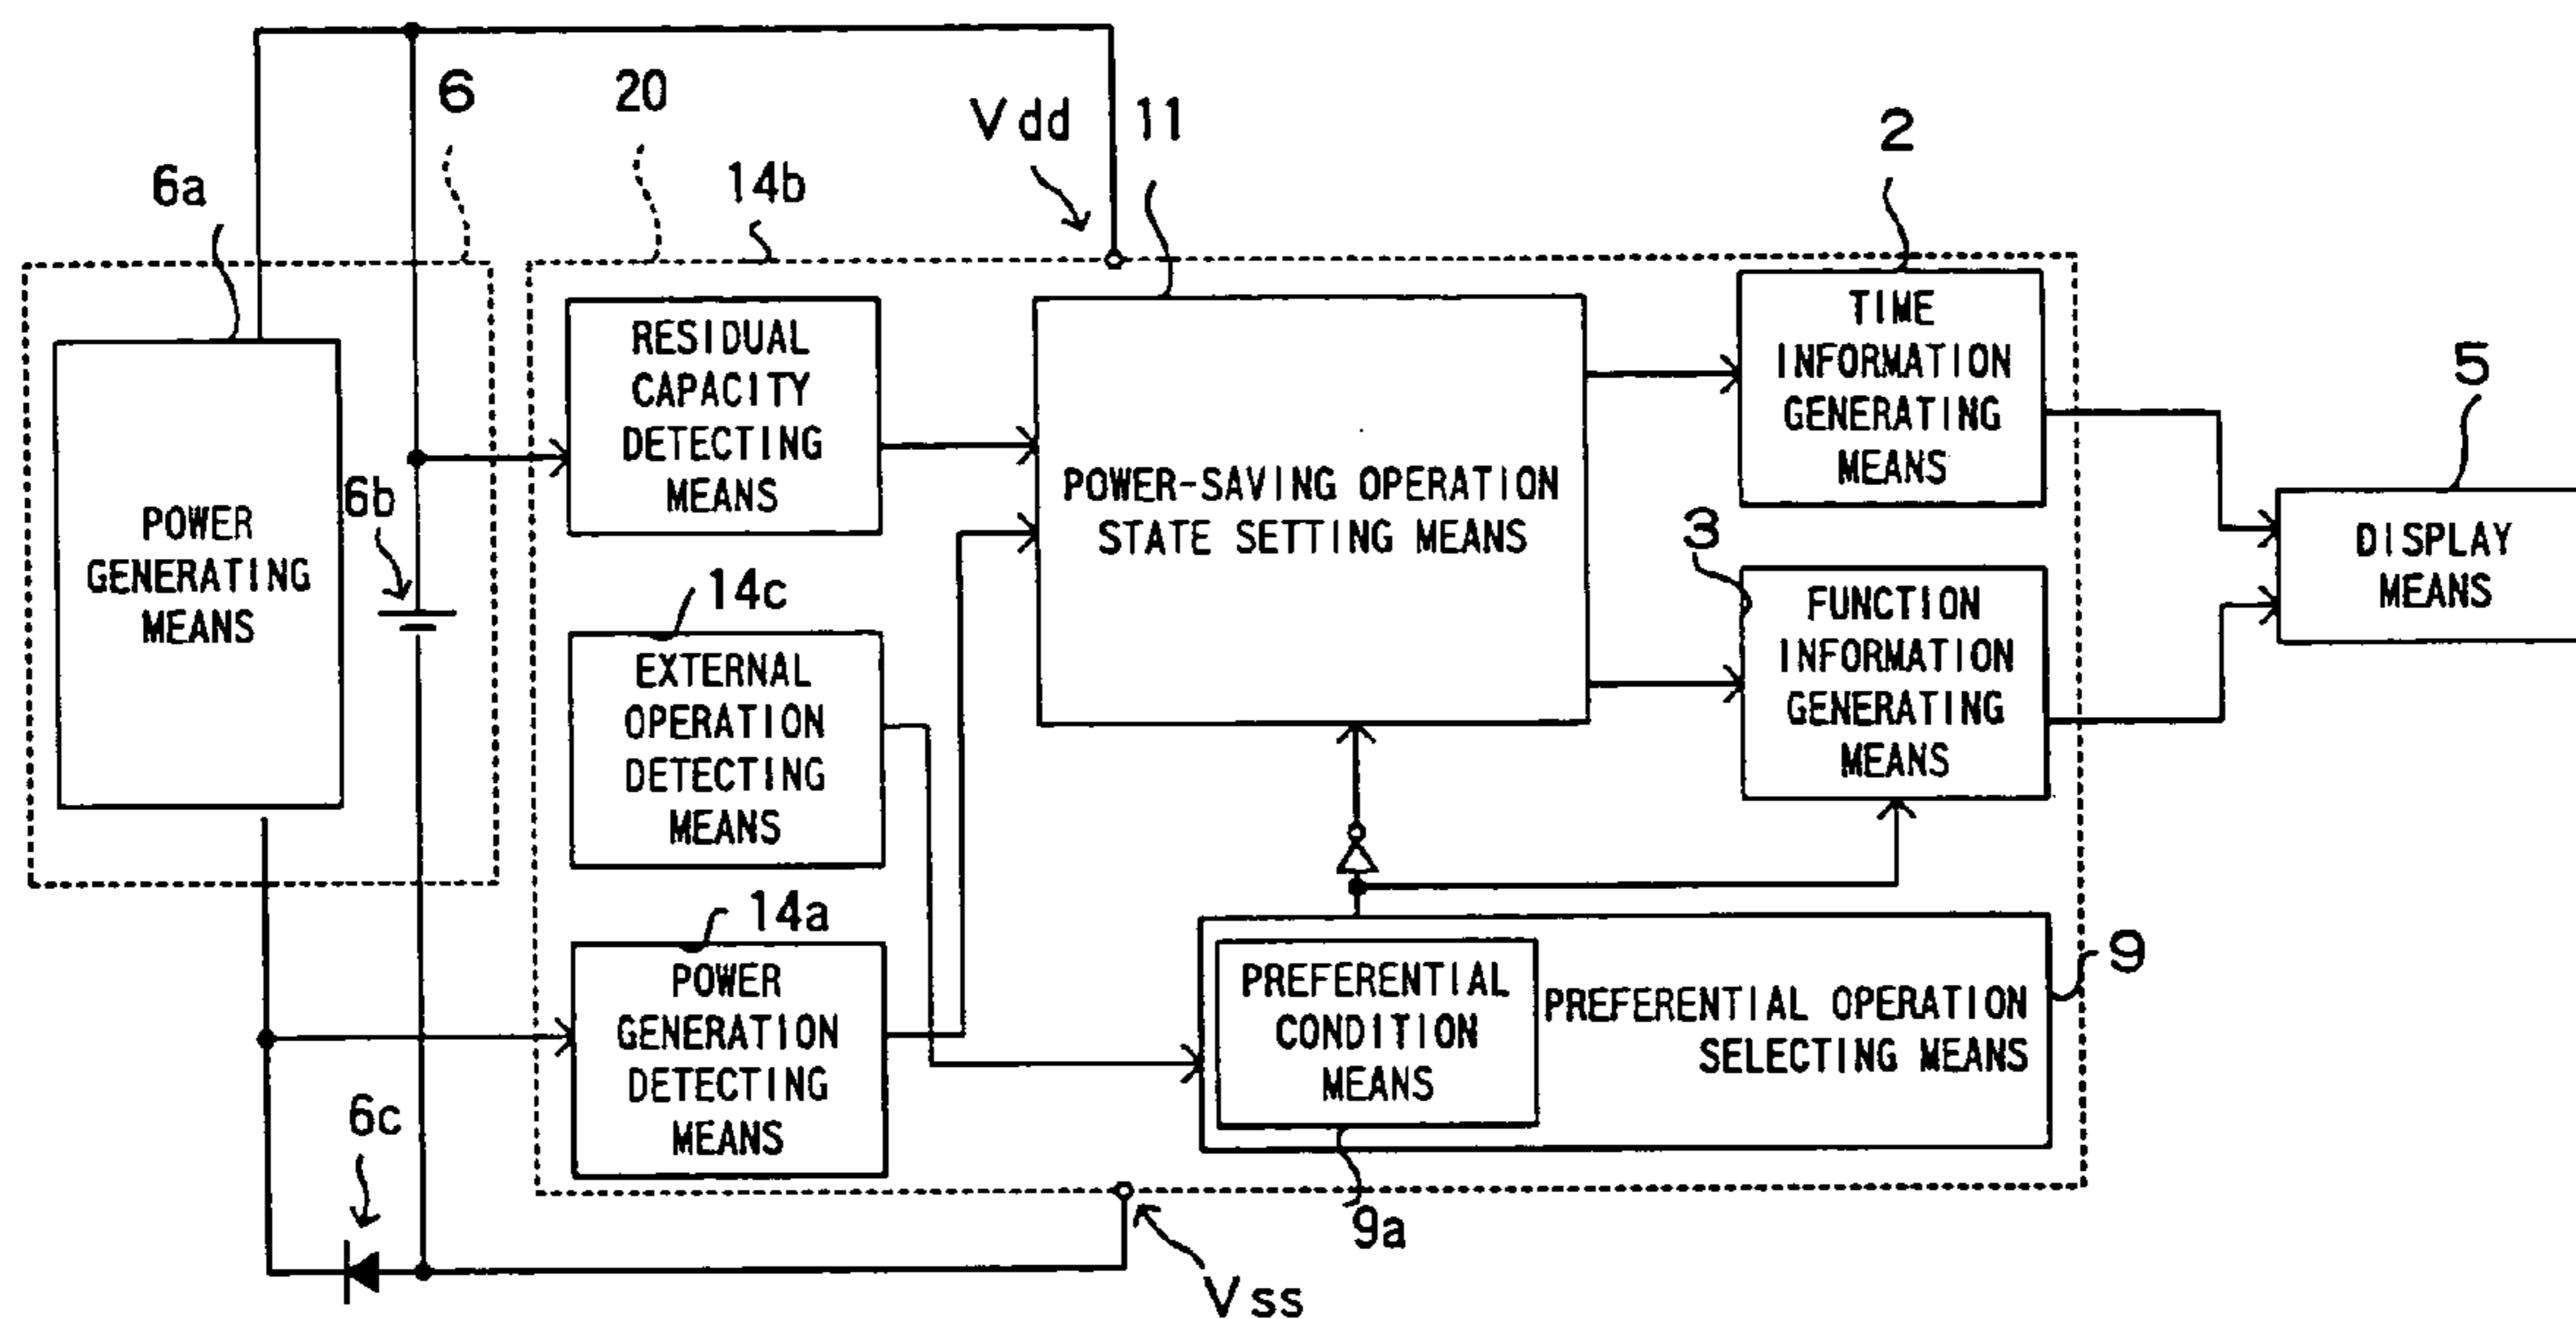 6
20
Vdd
11
2
6a
14b
5
POWER
GENERATING
MEANS
6b
RESIDUAL
CAPACITY
DETECTING
MEANS
POWER-SAVING OPERATION
STATE SETTING MEANS
TIME
INFORMATION
GENERATING
MEANS
3
FUNCTION
INFORMATION
GENERATING
MEANS
DISPLAY
MEANS
14c
EXTERNAL
OPERATION
DETECTING
MEANS
14a
POWER
GENERATION
DETECTING
MEANS
PREFERENTIAL
CONDITION
MEANS
PREFERENTIAL OPERATION
SELECTING MEANS
9
6c
9a
Vss